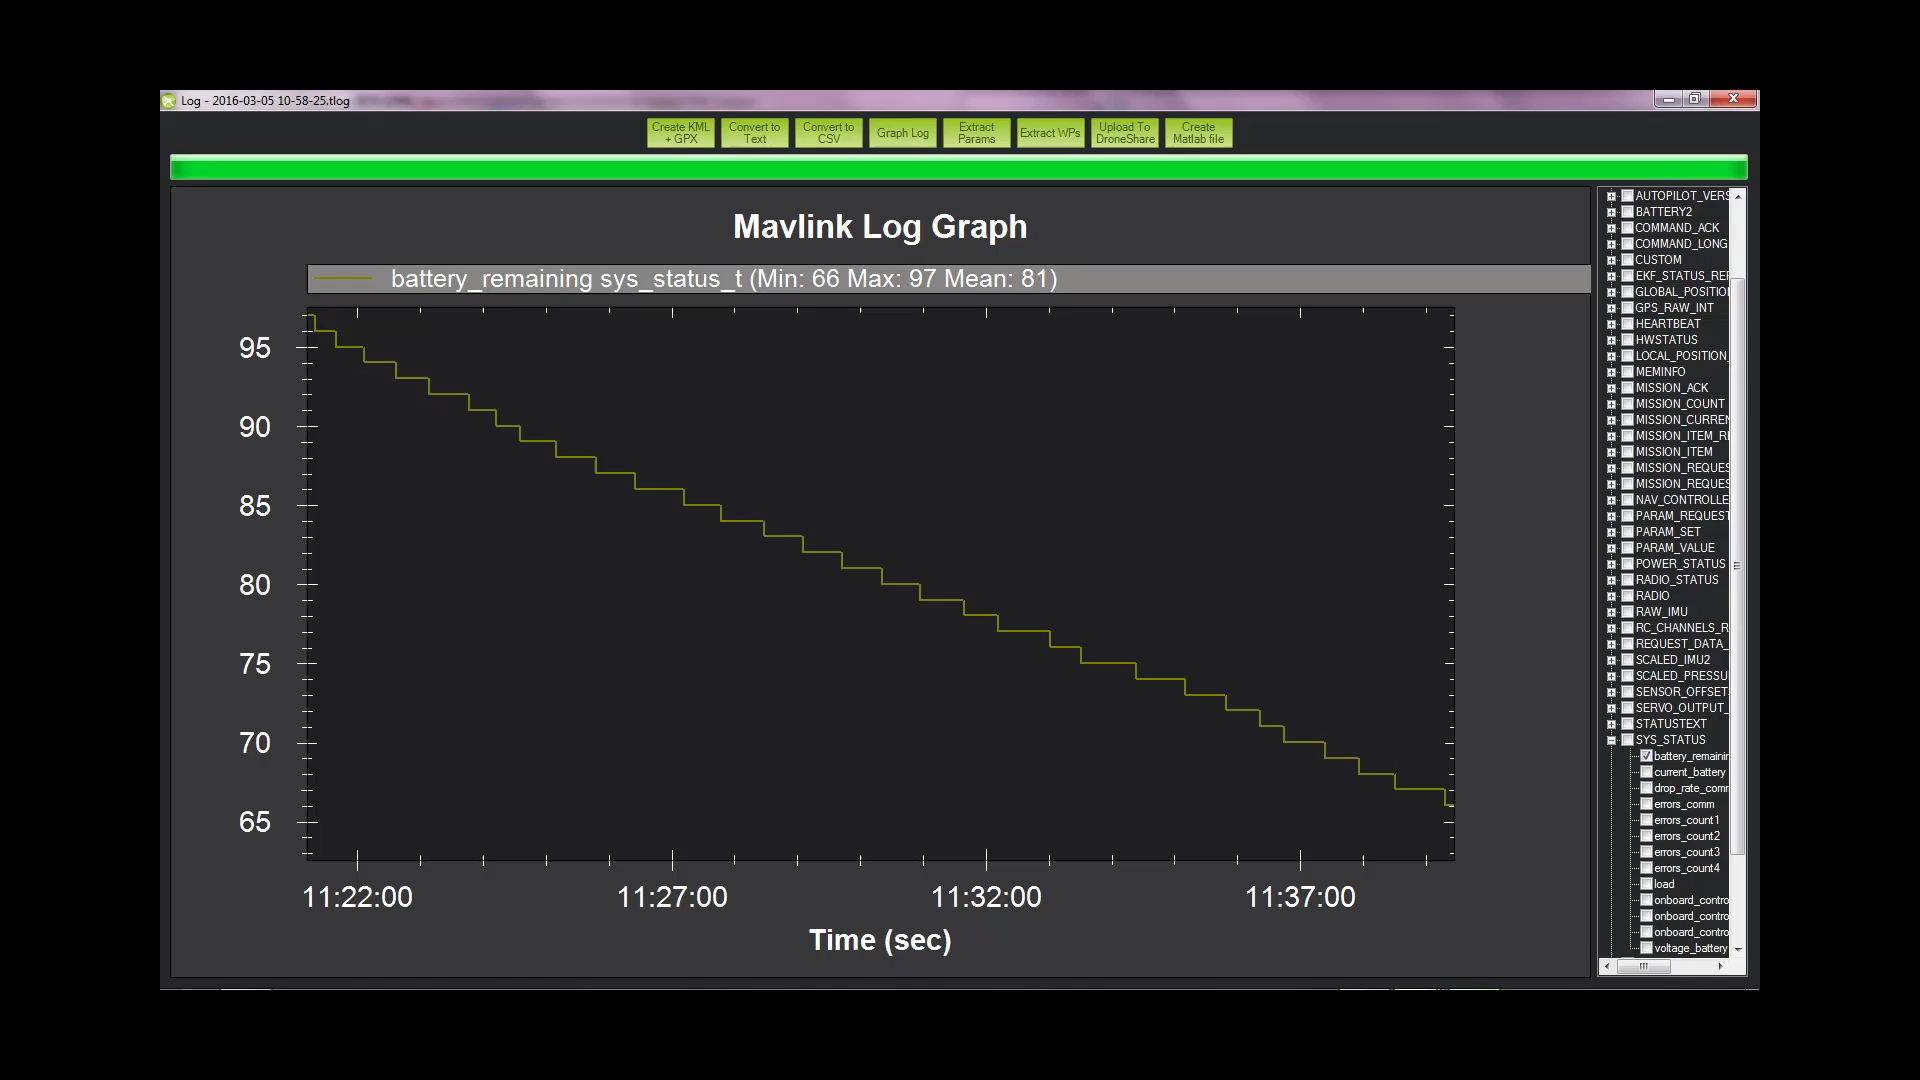 Log - 2016-03-05 10-58-25.tlog
Create KML
+ GPX
Convert to
Text
Convert to
CSV
Graph Log
Extract
Params
Extract WPs
Upload To
DroneShare
Create
Matlab file
Mavlink Log Graph
battery_remaining sys_status_t (Min: 66 Max: 97 Mean: 81)
95
90
85
80
75
70
65
11:22:00
11:27:00
11:32:00
11:37:00
Time (sec)
AUTOPILOT_VERS
BATTERY2
COMMAND_ACK
COMMAND_LONG
CUSTOM
EKF_STATUS_REF
GLOBAL_POSITIO
GPS_RAW_INT
HEARTBEAT
HWSTATUS
LOCAL_POSITION_
MEMINFO
MISSION_ACK
MISSION_COUNT
MISSION_CURREN
MISSION_ITEM_RI
MISSION_ITEM
MISSION_REQUES
MISSION_REQUES
NAV_CONTROLLE
PARAM_REQUEST
PARAM_SET
PARAM_VALUE
POWER_STATUS
RADIO_STATUS
RADIO
RAW_IMU
RC_CHANNELS_R
REQUEST_DATA_
SCALED_IMU2
SCALED_PRESSU
SENSOR_OFFSET
SERVO_OUTPUT_
STATUSTEXT
SYS_STATUS
battery_remainin
current_battery
drop_rate_comm
errors_comm
errors_count1
errors_count2
errors_count3
errors_count4
load
onboard_contro
onboard_contro
onboard_contro
voltage_battery